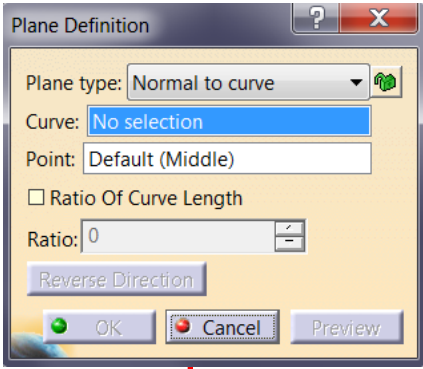 Plane Definition
Plane type: Normal to curve
Curve: No selection
Point: Default (Middle)
Ratio Of Curve Length
Ratio: 0
Reverse Direction
OK Cancel Preview